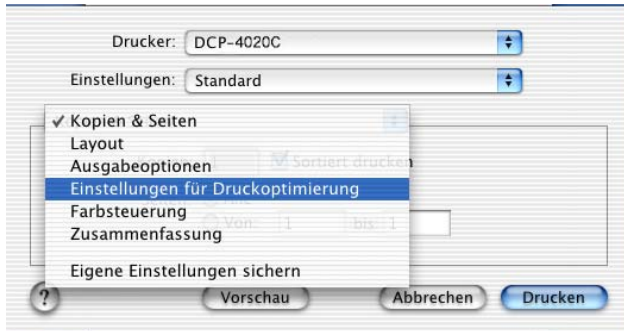 Drucker: DCP-4020C
Einstellungen: Standard
✓ Kopien & Seiten
Layout
Ausgabeoptionen
Sortiert drucken
Einstellungen für Druckoptimierung
Farbsteuerung
Von: 1 bis: 1
Zusammenfassung
Eigene Einstellungen sichern
? Vorschau Abbrechen Drucken